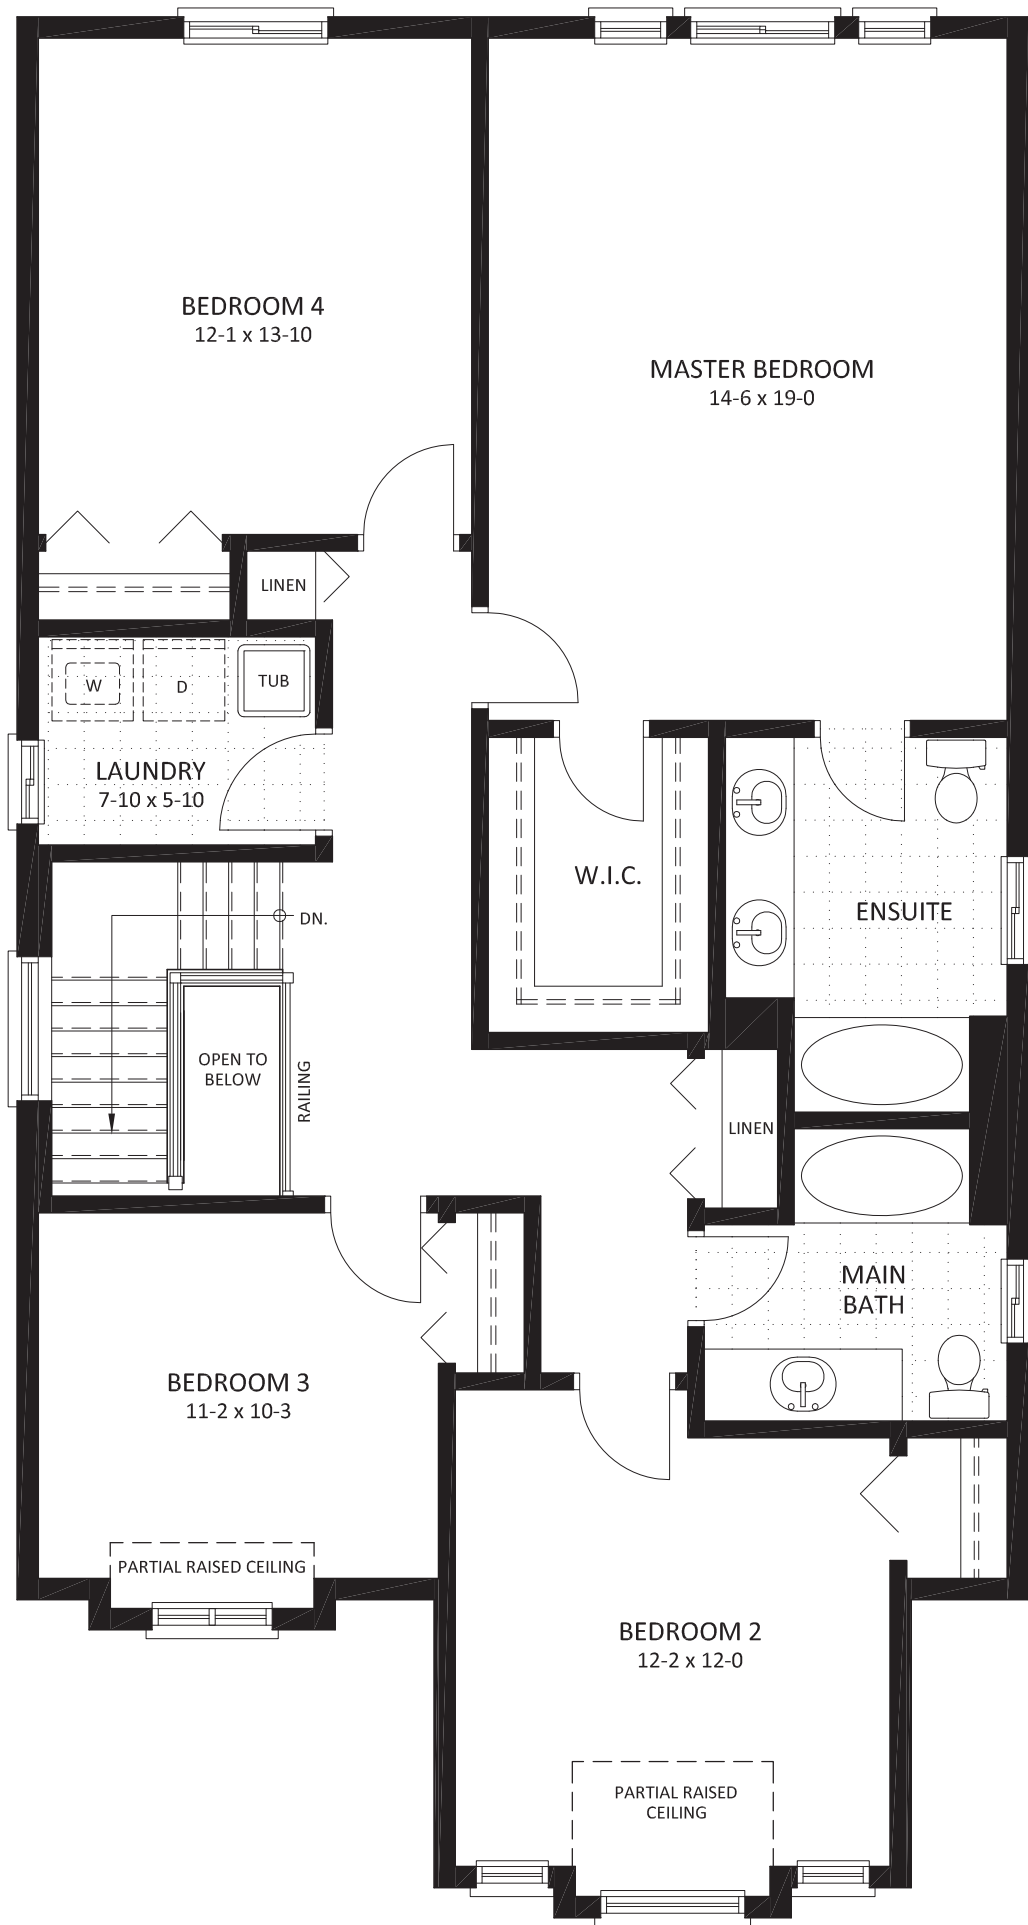 BEDROOM 4
12-1 x 13-10
MASTER BEDROOM
14-6 x 19-0
LINEN
W
D
TUB
LAUNDRY
7-10 x 5-10
W.I.C.
ENSUITE
DN.
OPEN TO
BELOW
RAILING
LINEN
MAIN
BATH
BEDROOM 3
11-2 x 10-3
PARTIAL RAISED CEILING
BEDROOM 2
12-2 x 12-0
PARTIAL RAISED
CEILING